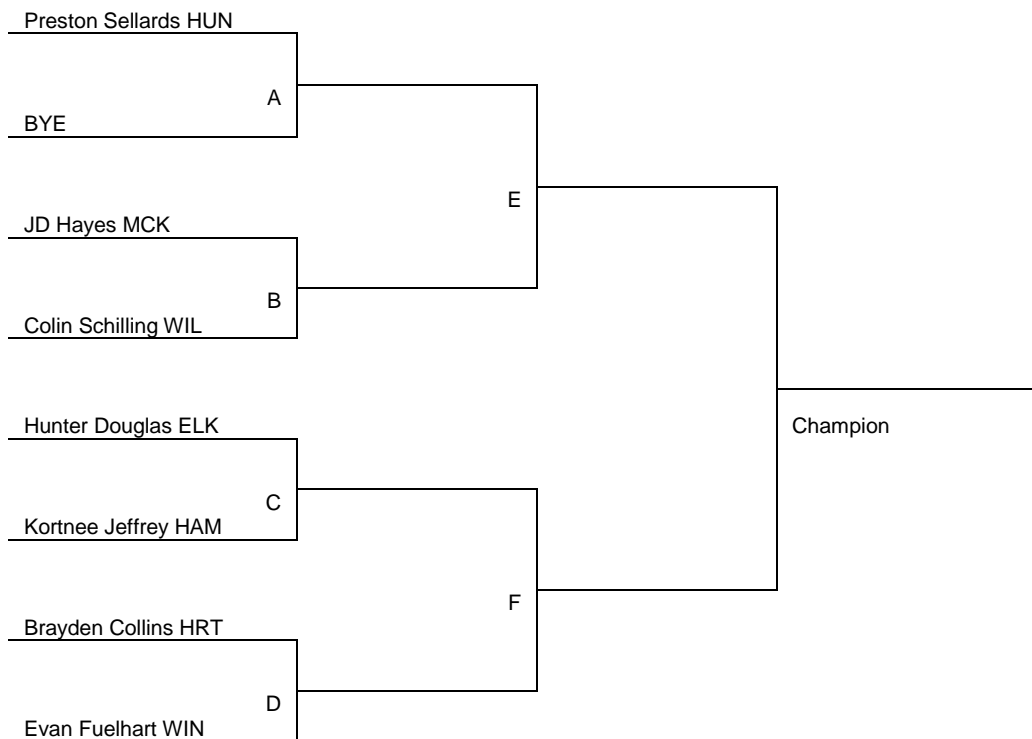 Preston Sellards HUN
A
BYE
E
JD Hayes MCK
B
Colin Schilling WIL
Hunter Douglas ELK
Champion
C
Kortnee Jeffrey HAM
F
Brayden Collins HRT
D
Evan Fuelhart WIN